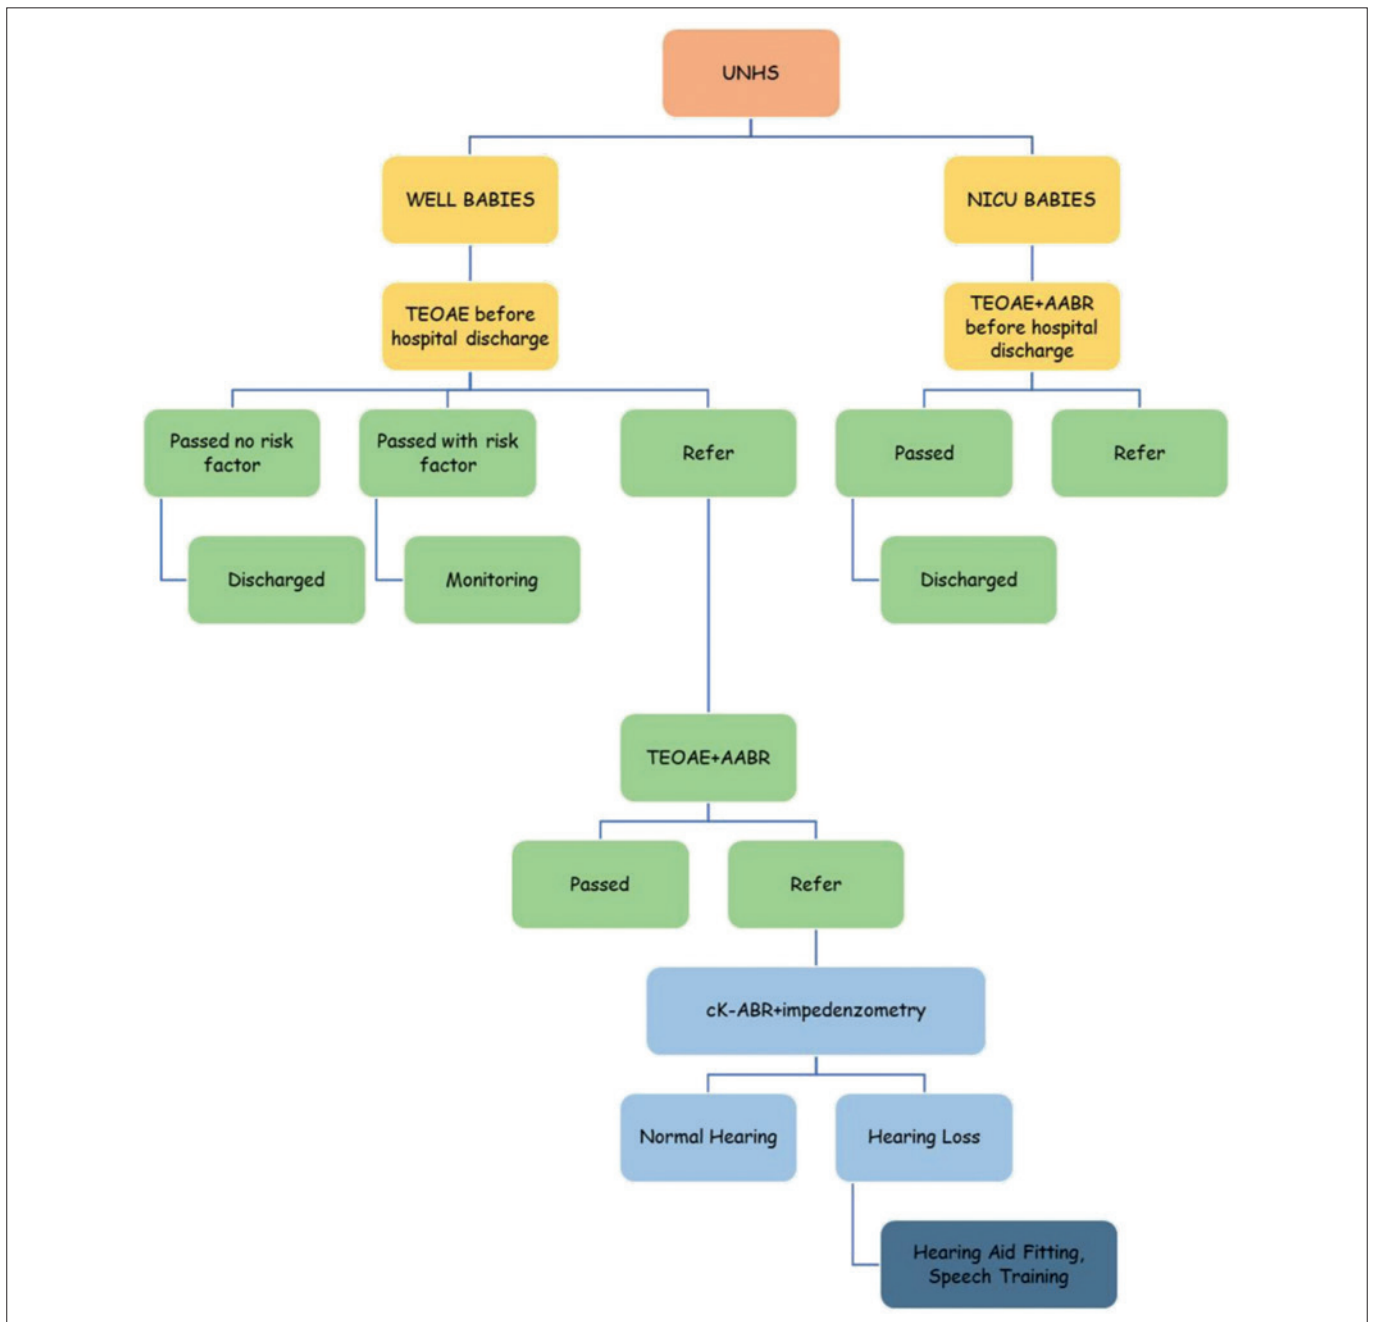 UNHS
WELL BABIES
NICU BABIES
TEOAE before
hospital discharge
TEOAE+AABR
before hospital
discharge
Passed no risk
factor
Passed with risk
factor
Refer
Passed
Refer
Discharged
Monitoring
Discharged
TEOAE+AABR
Passed
Refer
cK-ABR+impedenzometry
Normal Hearing
Hearing Loss
Hearing Aid Fitting,
Speech Training